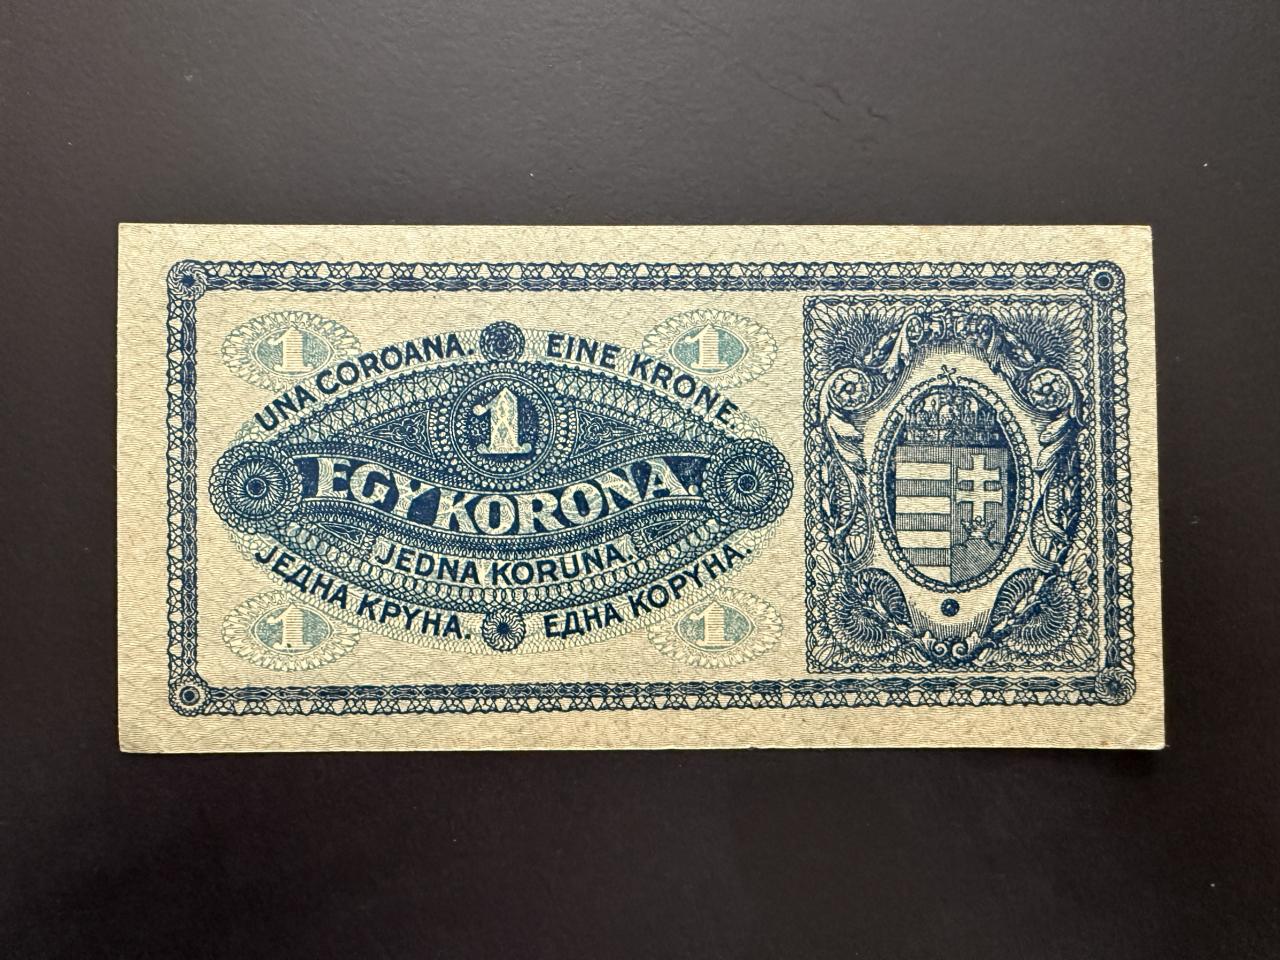 1
1
UNA COROANA.
EINE KRONE.
1
EGY KORONA.
JEDNA KORUNA.
ЈЕДНА КРУНА.
ЕДНА КОРУНА.
1
1